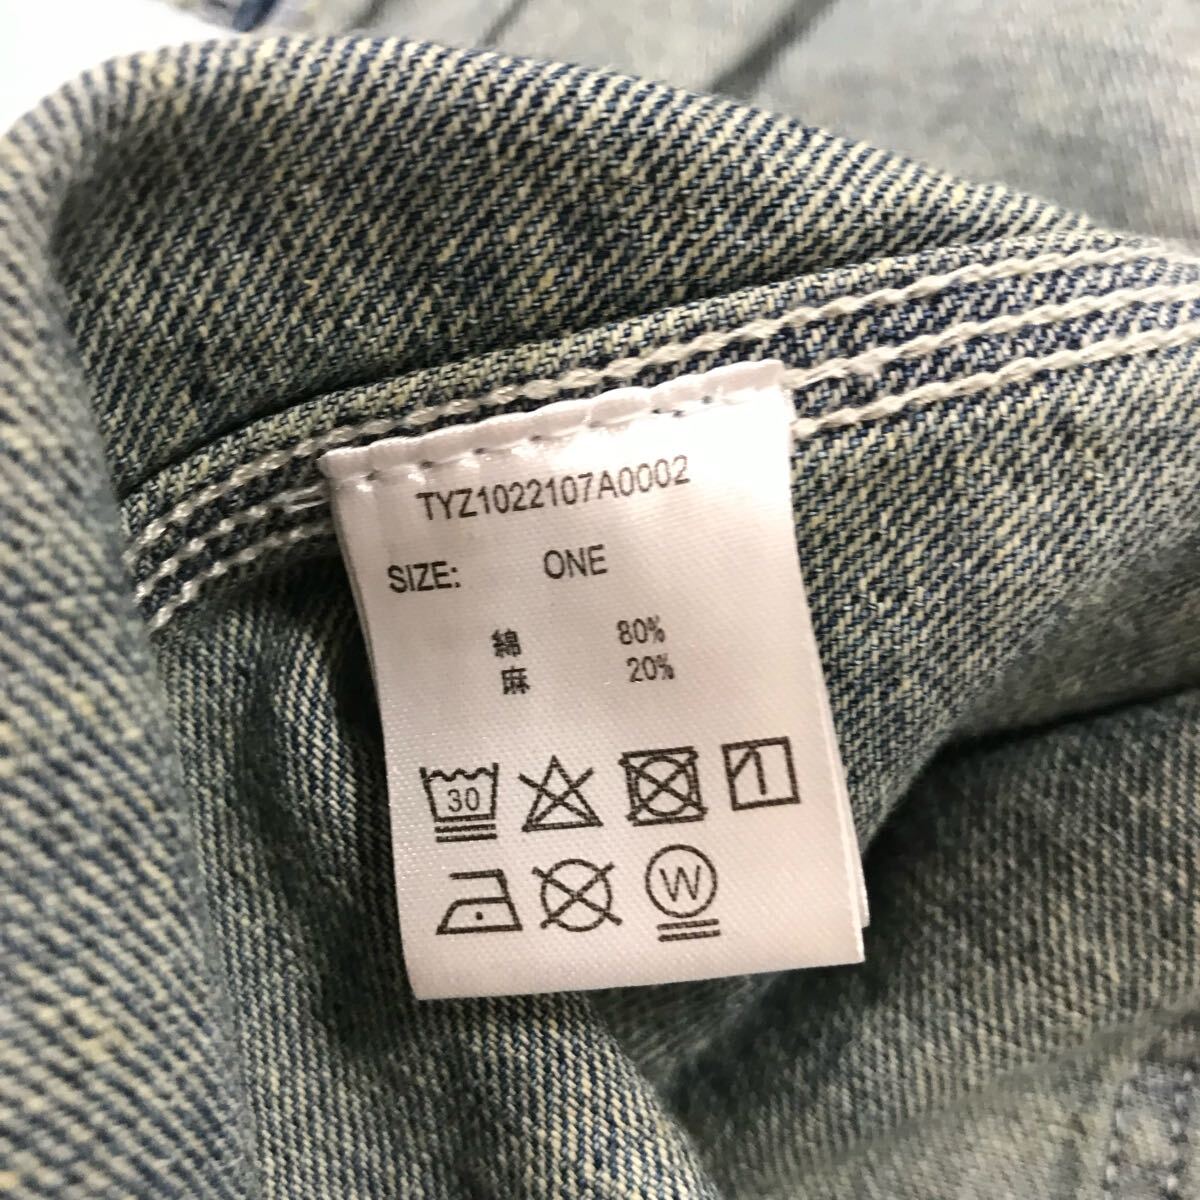 TYZ1022107A0002
SIZE: ONE
綿 80%
麻 20%
30
W